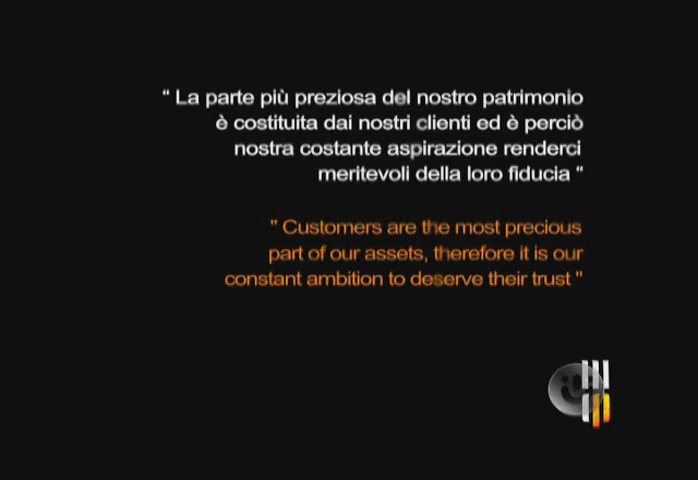 “ La parte più preziosa del nostro patrimonio
è costituita dai nostri clienti ed è perciò
nostra costante aspirazione renderci
meritevoli della loro fiducia “
" Customers are the most precious
part of our assets, therefore it is our
constant ambition to deserve their trust "